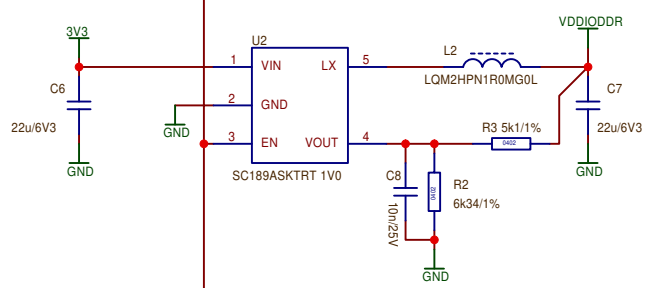 3V3
VDDIODDR
U2
L2
1
VIN
LX
5
C6
LQM2HPN1R0MG0L
C7
2
GND
22u/6V3
GND
R3 5k1/1%
22u/6V3
3
EN
VOUT
4
0402
GND
SC189ASKTRT 1V0
C8
GND
0402
R2
6k34/1%
10n/25V
GND